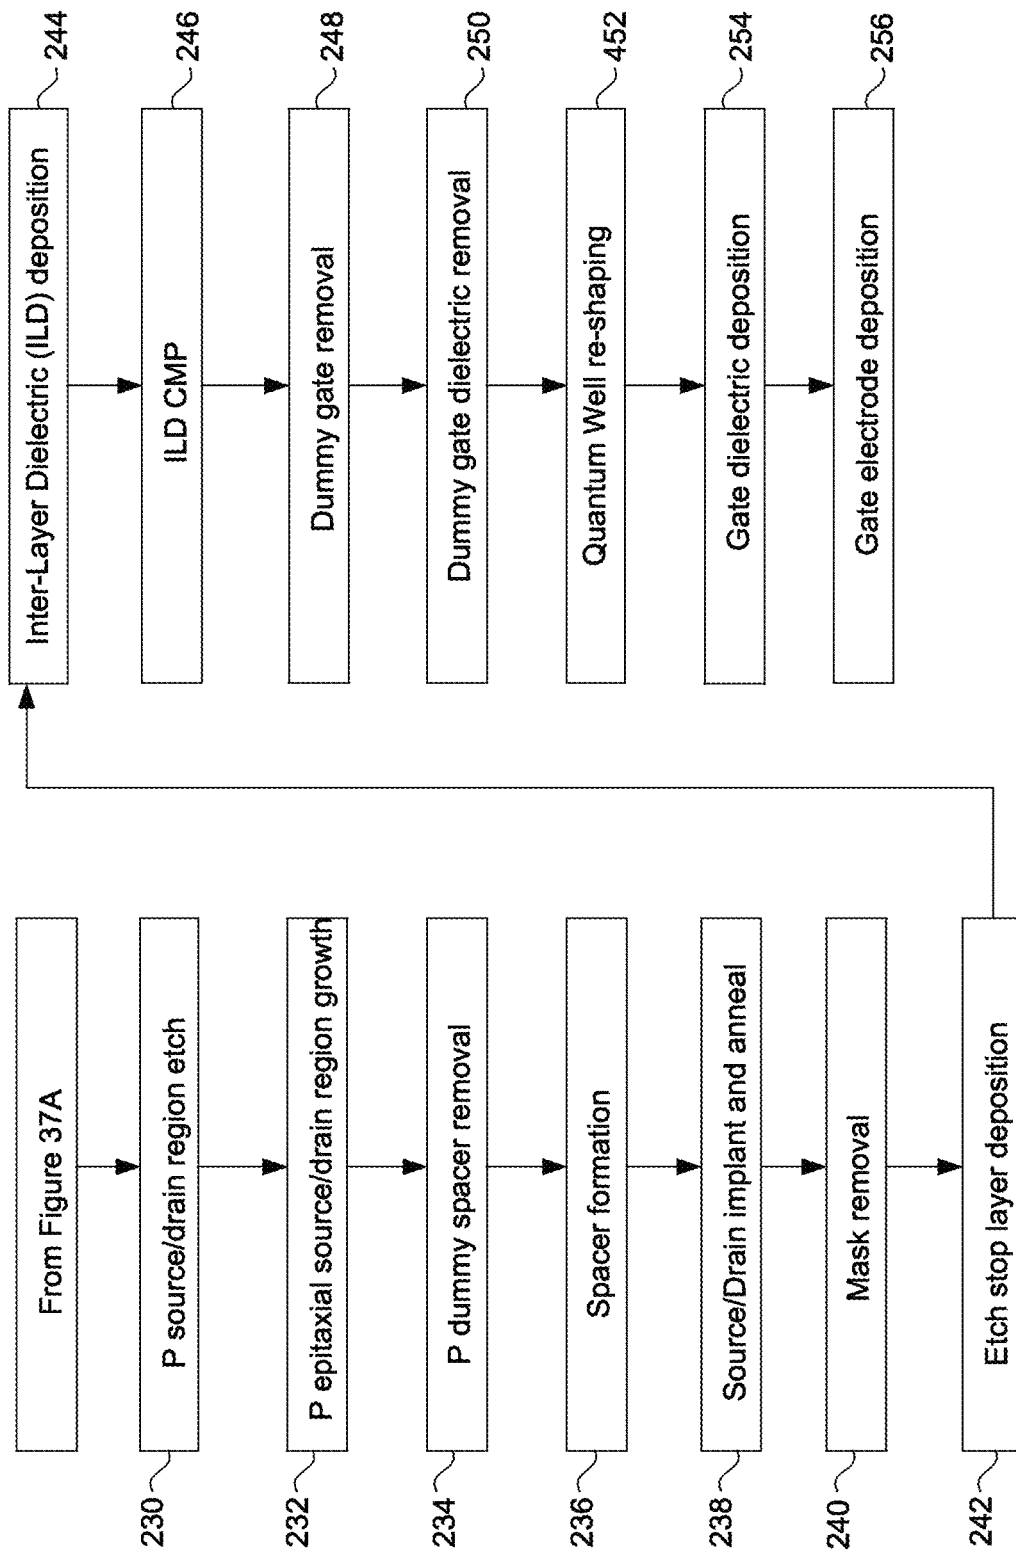 From Figure 37A
230
P source/drain region etch
232
P epitaxial source/drain region growth
234
P dummy spacer removal
236
Spacer formation
238
Source/Drain implant and anneal
240
Mask removal
242
Etch stop layer deposition
Inter-Layer Dielectric (ILD) deposition
244
ILD CMP
246
Dummy gate removal
248
Dummy gate dielectric removal
250
Quantum Well re-shaping
452
Gate dielectric deposition
254
Gate electrode deposition
256